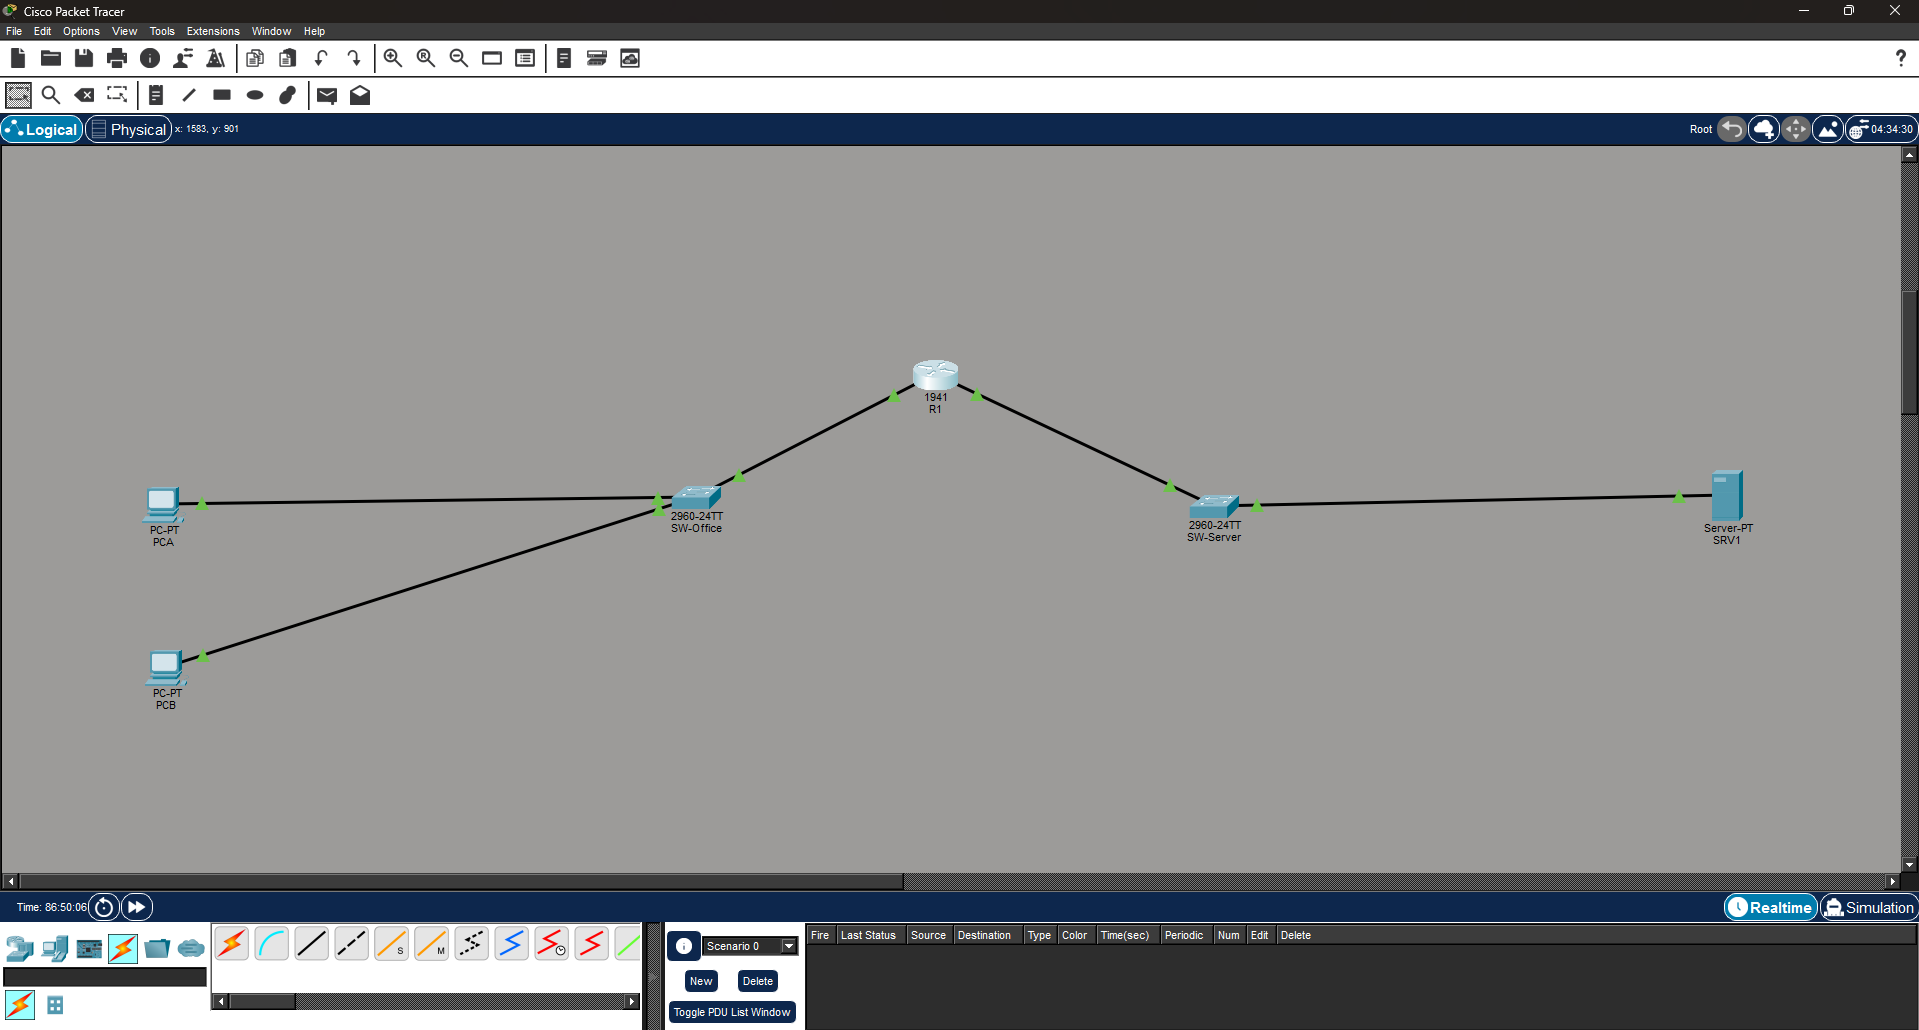 Cisco Packet Tracer
File Edit Options View Tools Extensions Window Help
?
Logical Physical x: 1583, y: 901 Root 04:34:30
1941
R1
PC-PT
PCA
2960-24TT
SW-Office
2960-24TT
SW-Server
Server-PT
SRV1
PC-PT
PCB
Time: 86:50:06 Realtime Simulation
S M
Scenario 0
New Delete
Toggle PDU List Window
Fire Last Status Source Destination Type Color Time(sec) Periodic Num Edit Delete